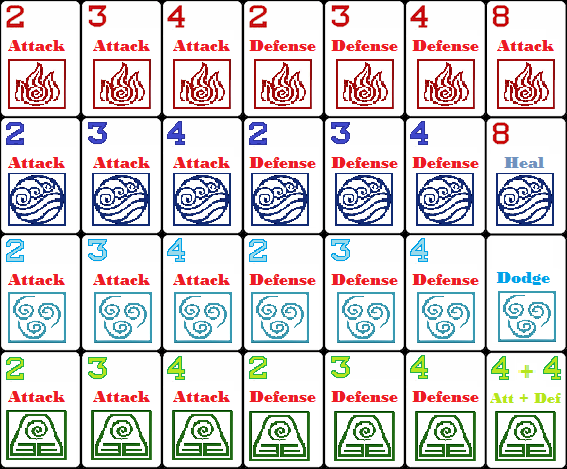 2 3 4 2 3 4 8
Attack Attack Attack Defense Defense Defense Attack
2 3 4 2 3 4 8
Attack Attack Attack Defense Defense Defense Heal
2 3 4 2 3 4
Attack Attack Attack Defense Defense Defense Dodge
2 3 4 2 3 4 4 + 4
Attack Attack Attack Defense Defense Defense Att + Def